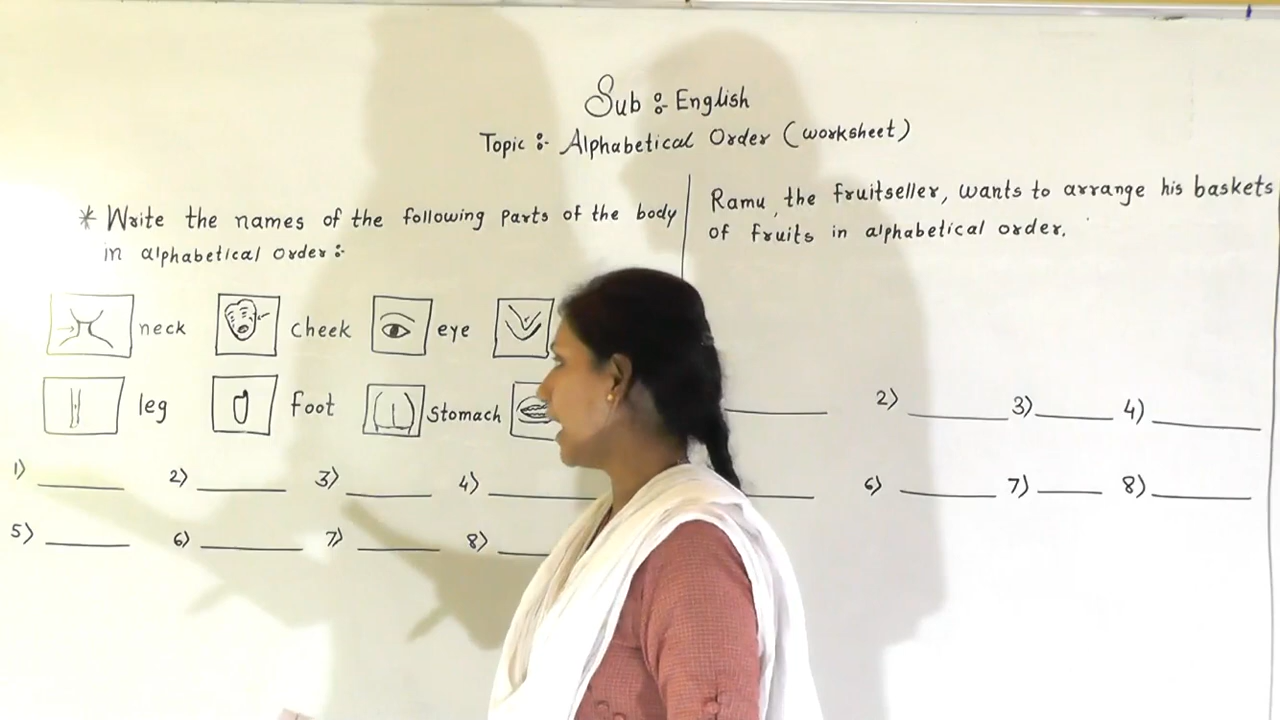 Sub :- English
Topic :- Alphabetical Order (worksheet)
* Write the names of the following parts of the body
in alphabetical order :-
neck cheek eye
leg foot stomach
1) 2) 3) 4)
5) 6) 7) 8)
Ramu, the fruitseller, wants to arrange his baskets
of fruits in alphabetical order.
2) 3) 4)
6) 7) 8)